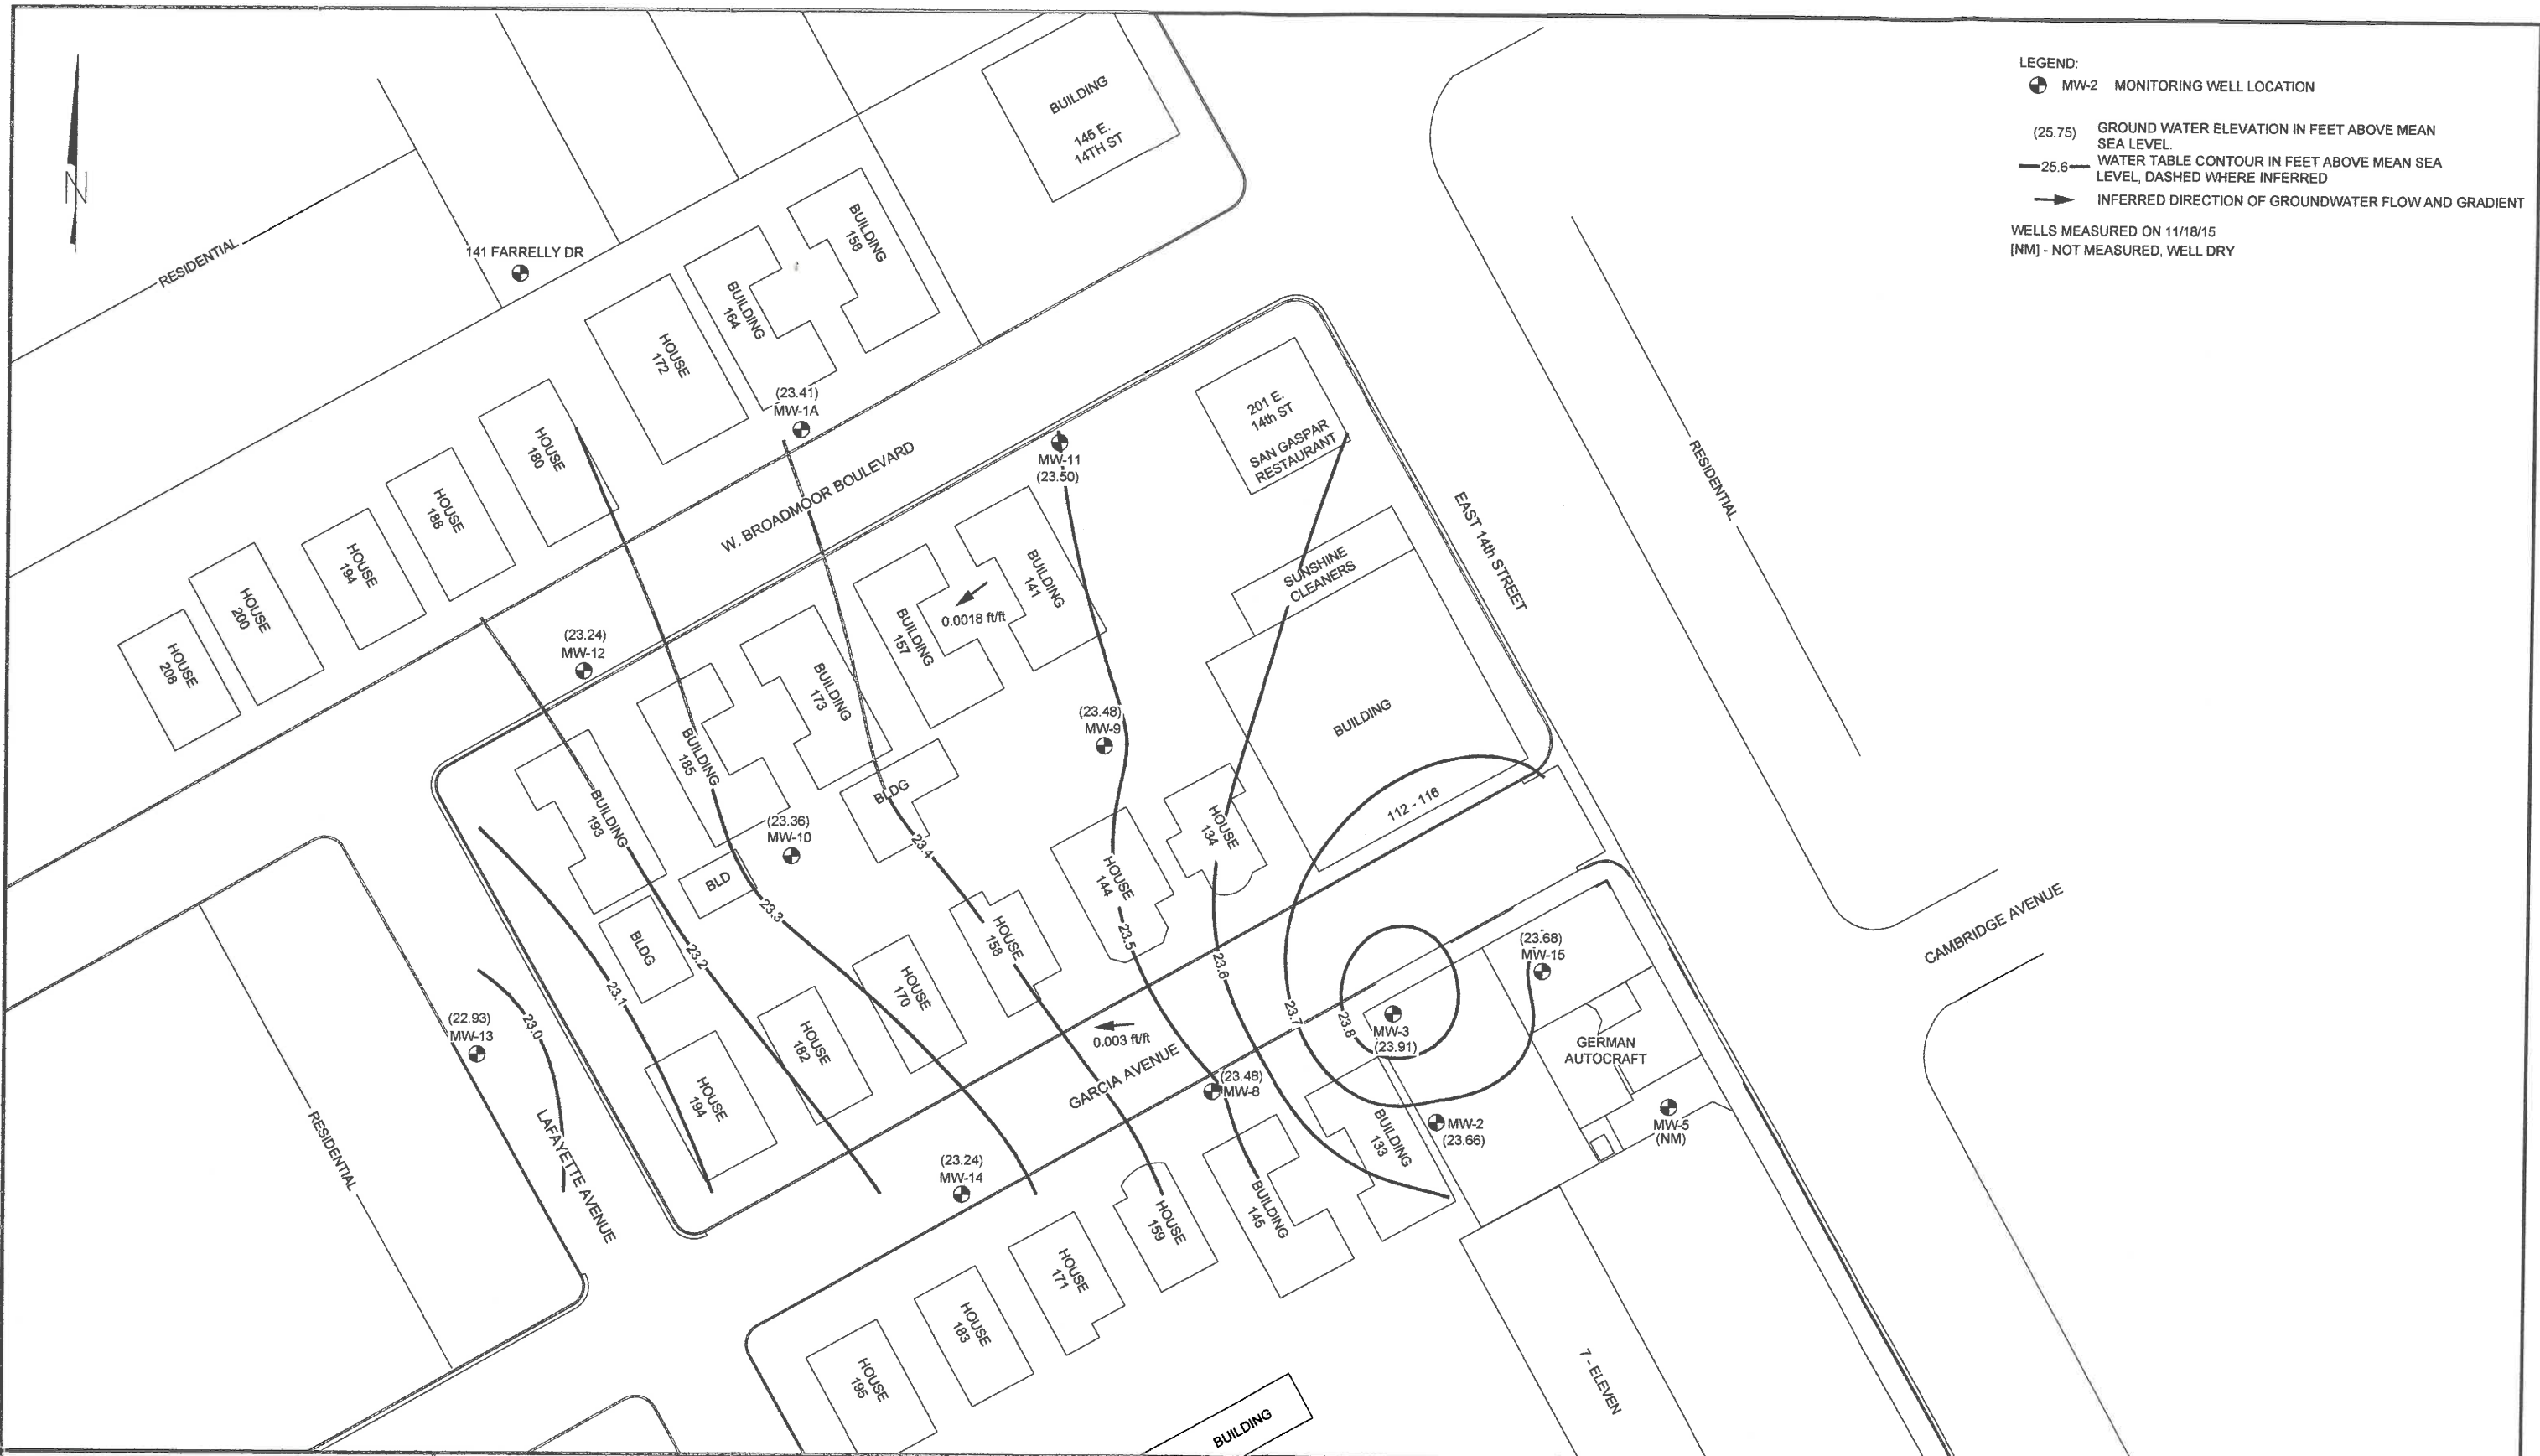 LEGEND:
MW-2 MONITORING WELL LOCATION
(25.75) GROUND WATER ELEVATION IN FEET ABOVE MEAN
SEA LEVEL.
25.6 WATER TABLE CONTOUR IN FEET ABOVE MEAN SEA
LEVEL, DASHED WHERE INFERRED
INFERRED DIRECTION OF GROUNDWATER FLOW AND GRADIENT
WELLS MEASURED ON 11/18/15
[NM] - NOT MEASURED, WELL DRY
N
BUILDING
145 E.
14TH ST
RESIDENTIAL
141 FARRELLY DR
BUILDING
158
BUILDING
164
HOUSE
172
HOUSE
180
HOUSE
188
HOUSE
194
HOUSE
200
HOUSE
208
(23.41)
MW-1A
W. BROADMOOR BOULEVARD
MW-11
(23.50)
201 E.
14th ST
SAN GASPAR
RESTAURANT
EAST 14th STREET
RESIDENTIAL
SUNSHINE
CLEANERS
BUILDING
112 - 116
(23.24)
MW-12
BUILDING
141
0.0018 ft/ft
BUILDING
157
BUILDING
173
BUILDING
185
BUILDING
193
(23.48)
MW-9
BLDG
(23.36)
MW-10
BLD
BLDG
HOUSE
134
HOUSE
144
HOUSE
158
HOUSE
170
HOUSE
182
HOUSE
194
23.0
23.1
23.2
23.3
23.4
23.5
23.6
23.7
23.8
(22.93)
MW-13
RESIDENTIAL
LAFAYETTE AVENUE
0.003 ft/ft
GARCIA AVENUE
(23.48)
MW-8
MW-3
(23.91)
(23.68)
MW-15
GERMAN
AUTOCRAFT
MW-2
(23.66)
MW-5
(NM)
CAMBRIDGE AVENUE
(23.24)
MW-14
BUILDING
133
BUILDING
145
HOUSE
159
HOUSE
171
HOUSE
183
HOUSE
195
BUILDING
7 - ELEVEN